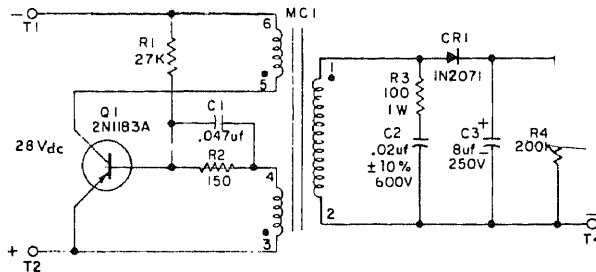 MC1
− T1
6
R1
27K
5
CR1
1N2071
1
R3
100
1W
Q1
2N1183A
C1
.047uf
28Vdc
C2
.02uf
±10%
600V
+
C3
8uf
250V
−
R4
200K
R2
150
4
3
2
+ T2
− T4